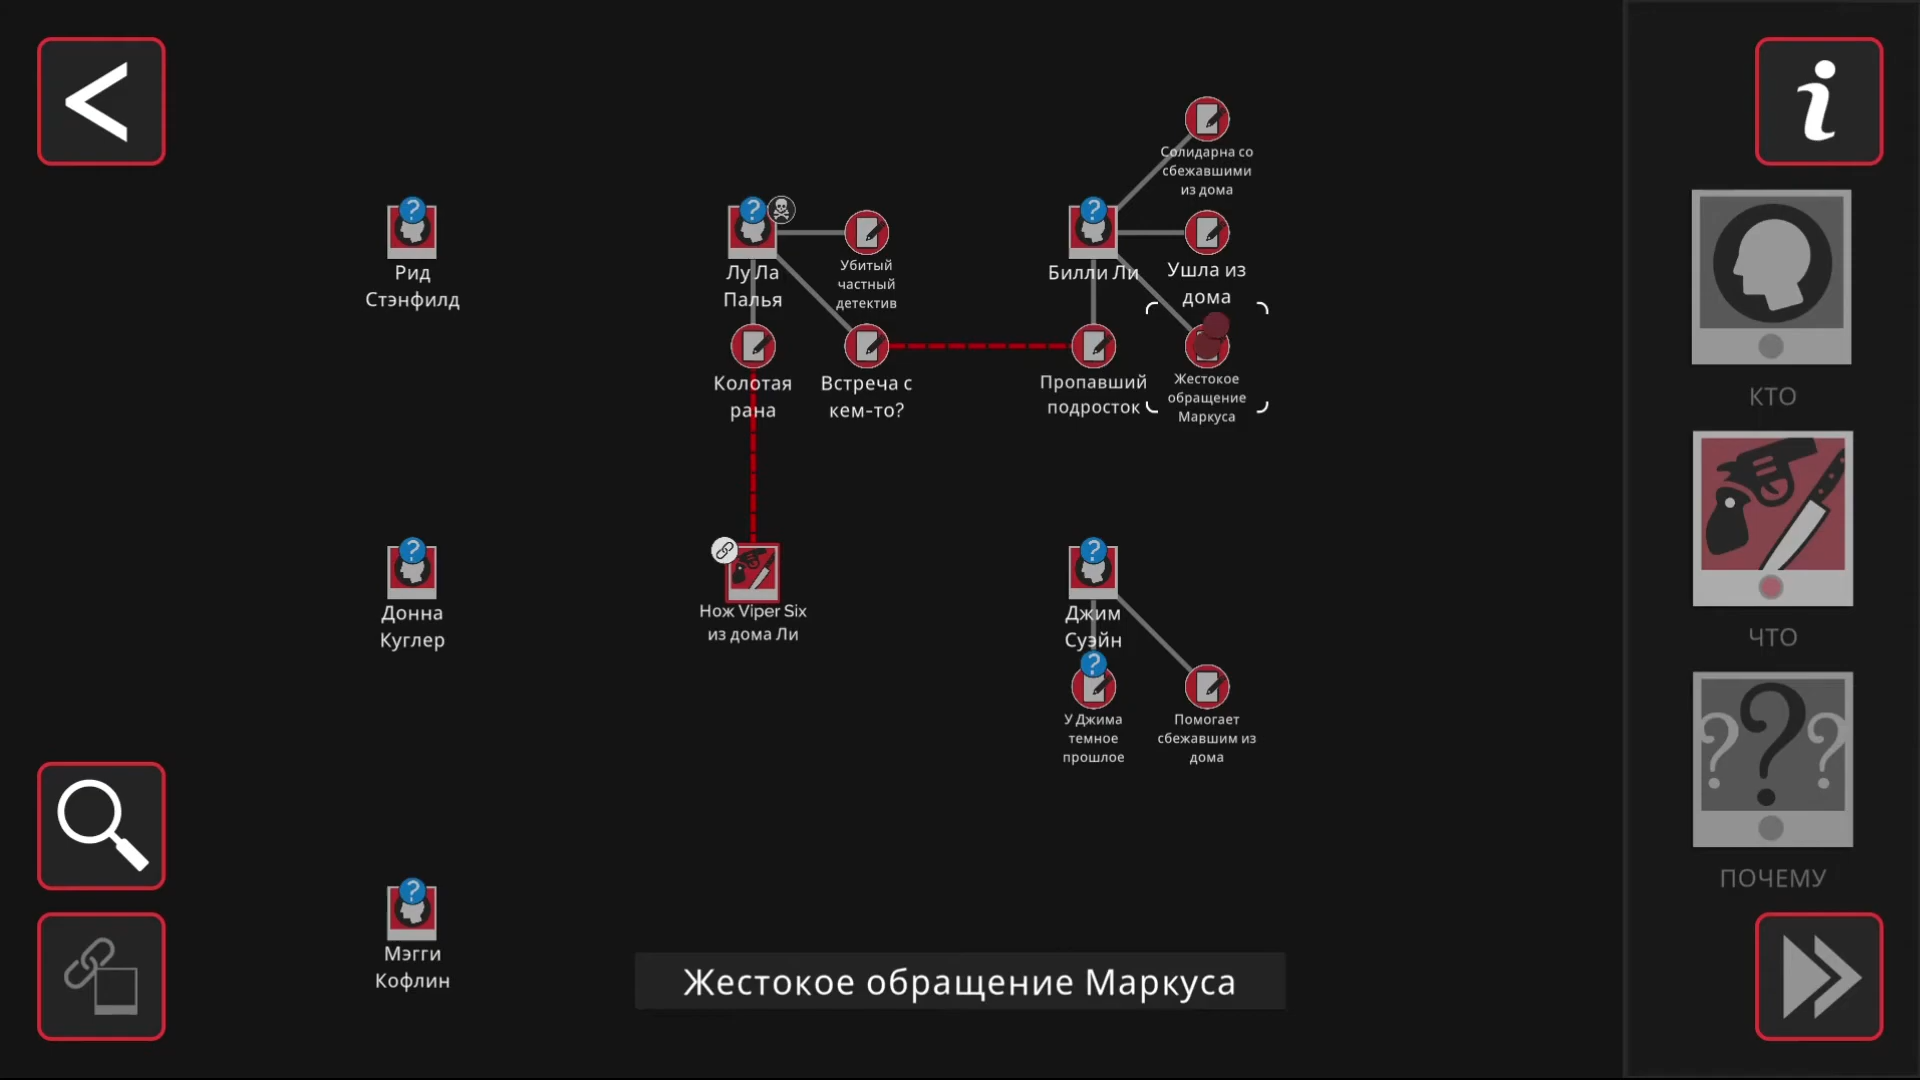 Солидарна со
сбежавшими
из дома
Рид
Стэнфилд
Лу Ла
Палья
Убитый
частный
детектив
Билли Ли
Ушла из
дома
Колотая
рана
Встреча с
кем-то?
Пропавший
подросток
Жестокое
обращение
Маркуса
КТО
Донна
Куглер
Нож Viper Six
из дома Ли
Джим
Суэйн
ЧТО
У Джима
темное
прошлое
Помогает
сбежавшим из
дома
ПОЧЕМУ
Мэгги
Кофлин
Жестокое обращение Маркуса